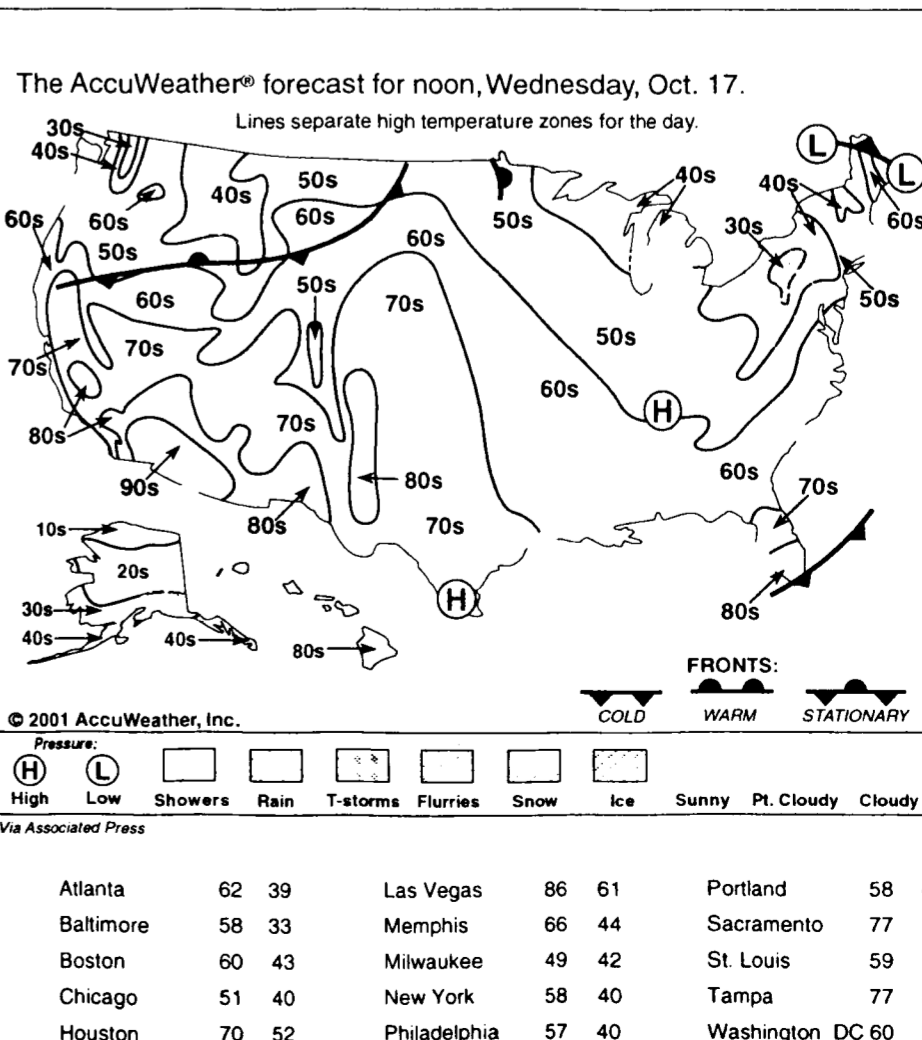 The AccuWeather® forecast for noon, Wednesday, Oct. 17.
Lines separate high temperature zones for the day.
30s
40s
40s
50s
60s
60s
60s
50s
60s
50s
70s
60s
70s
70s
80s
90s
80s
80s
70s
60s
50s
40s
50s
60s
H
30s
40s
L
L
60s
50s
60s
70s
80s
10s
20s
30s
40s
40s
80s
H
FRONTS:
COLD WARM STATIONARY
© 2001 AccuWeather, Inc.
Pressure:
H L
High Low Showers Rain T-storms Flurries Snow Ice Sunny Pt. Cloudy Cloudy
Via Associated Press
Atlanta 62 39 Las Vegas 86 61 Portland 58
Baltimore 58 33 Memphis 66 44 Sacramento 77
Boston 60 43 Milwaukee 49 42 St. Louis 59
Chicago 51 40 New York 58 40 Tampa 77
Houston 70 52 Philadelphia 57 40 Washington DC 60